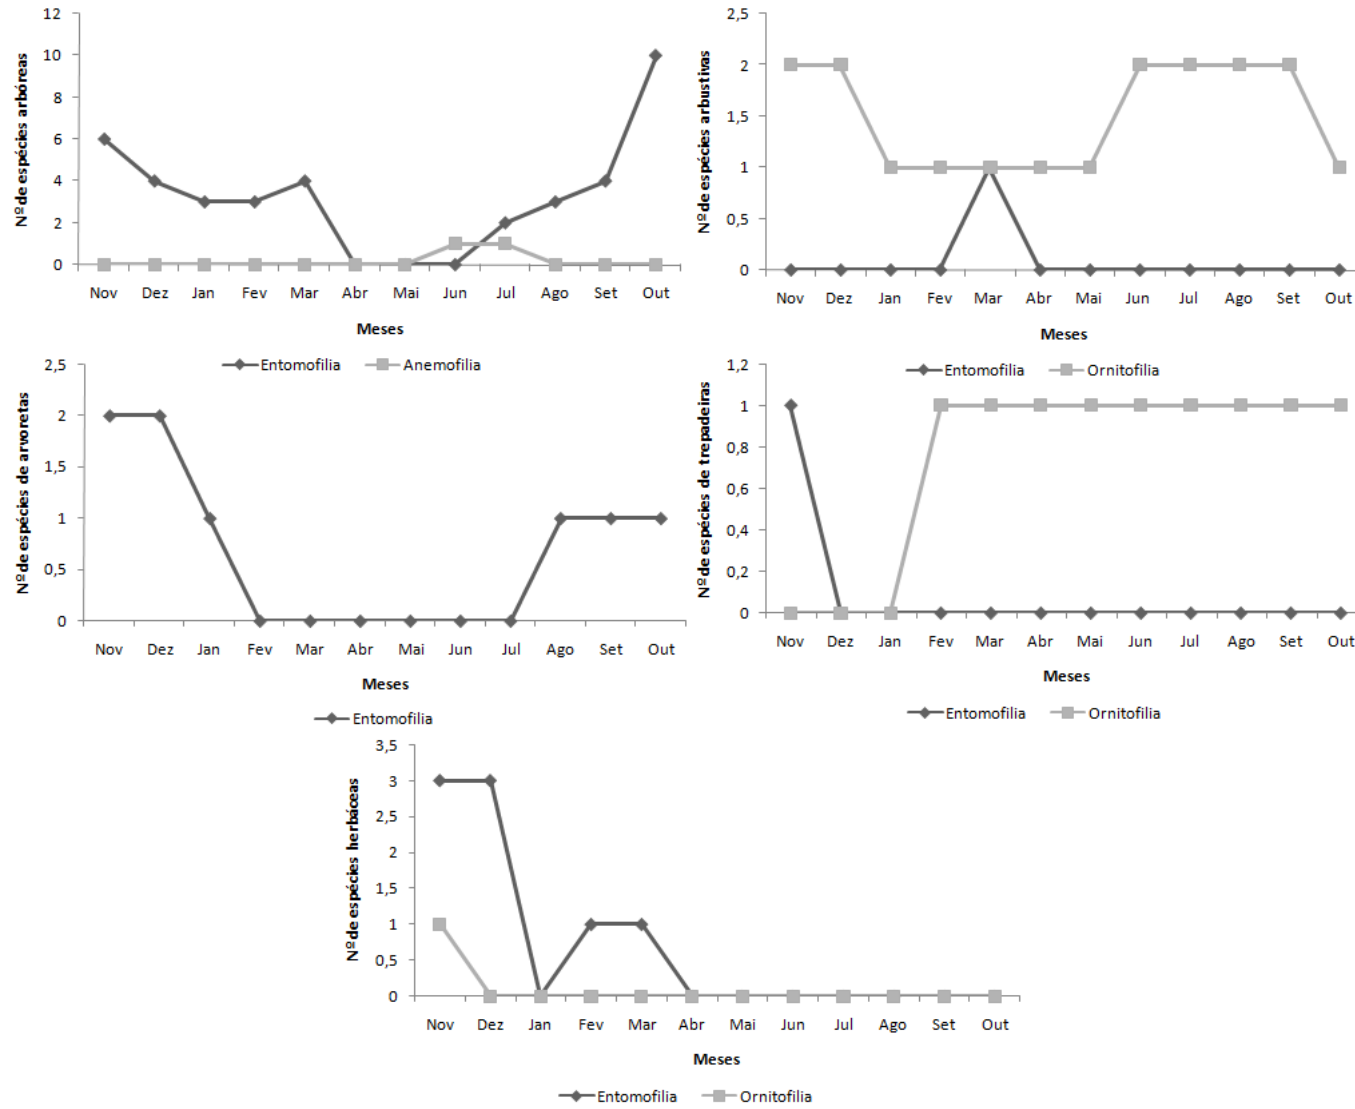 Nº de espécies arbóreas
12
10
8
6
4
2
0
Nov Dez Jan Fev Mar Abr Mai Jun Jul Ago Set Out
Meses
Entomofilia Anemofilia
Nº de espécies arbustivas
2,5
2
1,5
1
0,5
0
Nov Dez Jan Fev Mar Abr Mai Jun Jul Ago Set Out
Meses
Entomofilia Ornitofilia
Nº de espécies de arvoretas
2,5
2
1,5
1
0,5
0
Nov Dez Jan Fev Mar Abr Mai Jun Jul Ago Set Out
Meses
Entomofilia
Nº de espécies de trepadeiras
1,2
1
0,8
0,6
0,4
0,2
0
Nov Dez Jan Fev Mar Abr Mai Jun Jul Ago Set Out
Meses
Entomofilia Ornitofilia
Nº de espécies herbáceas
3,5
3
2,5
2
1,5
1
0,5
0
Nov Dez Jan Fev Mar Abr Mai Jun Jul Ago Set Out
Meses
Entomofilia Ornitofilia